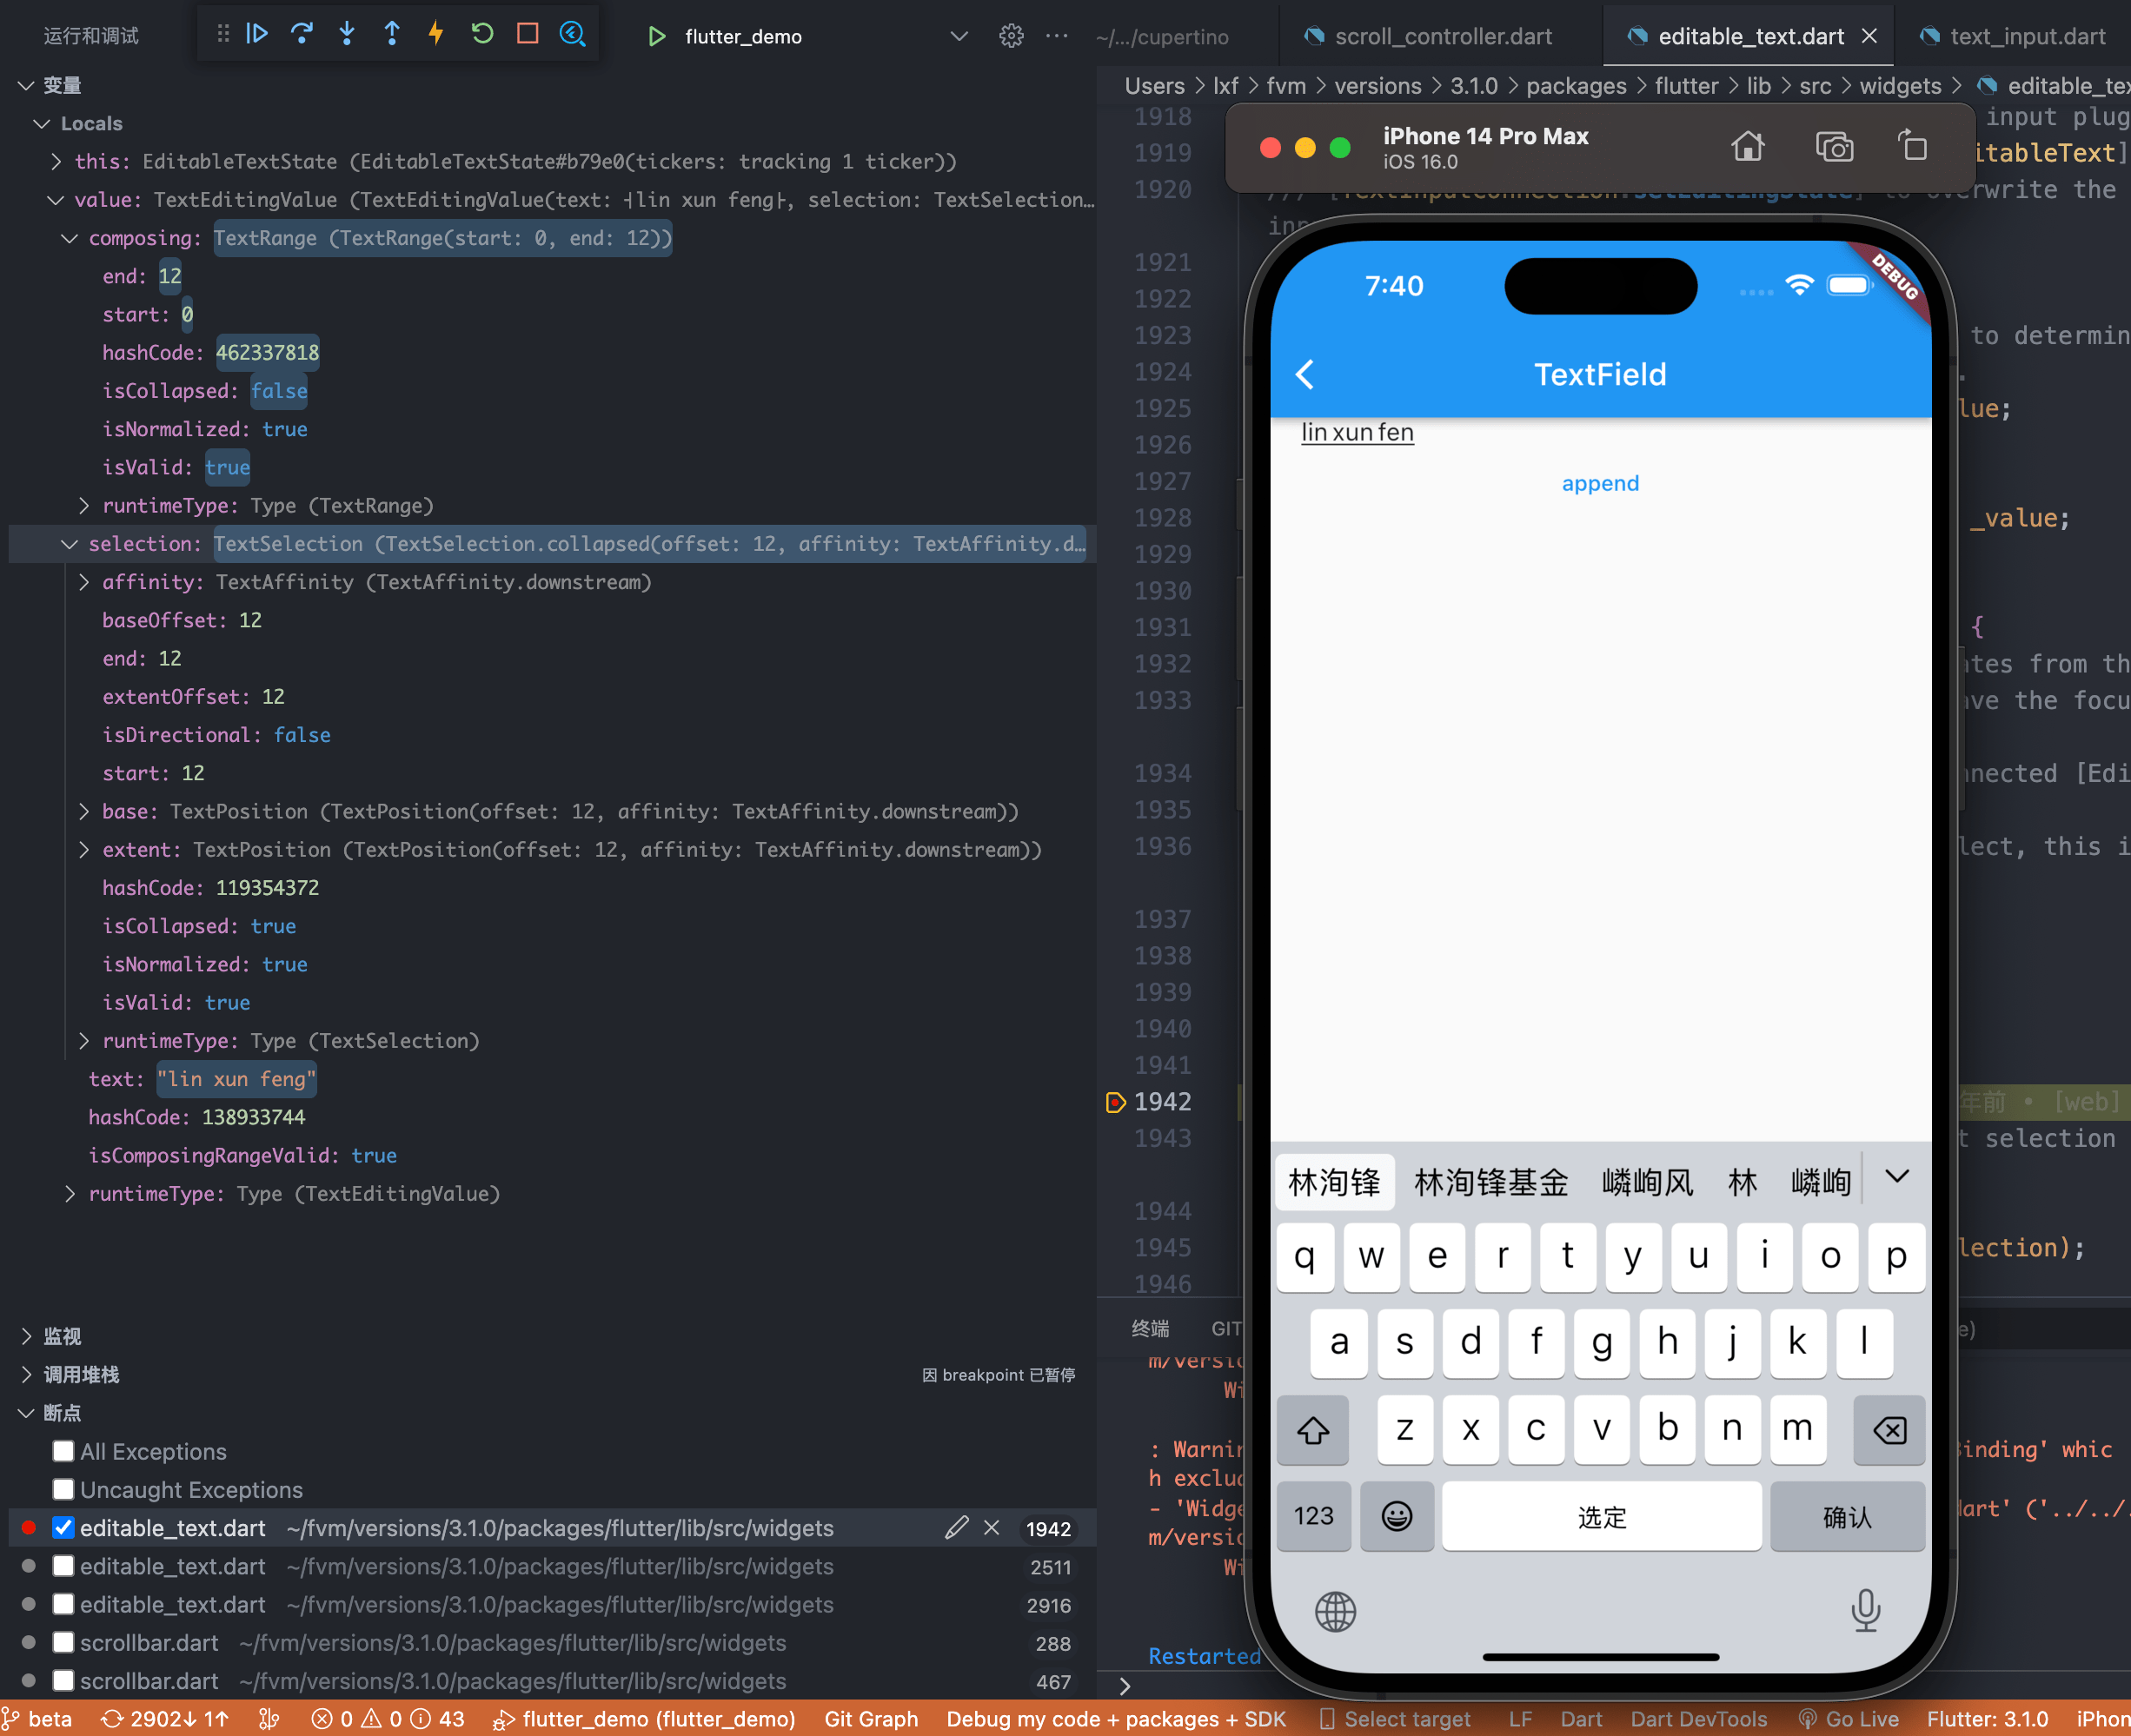 运行和调试
flutter_demo
~/.../cupertino
scroll_controller.dart
editable_text.dart
text_input.dart
变量
Locals
this: EditableTextState (EditableTextState#b79e0(tickers: tracking 1 ticker))
value: TextEditingValue (TextEditingValue(text: ┤lin xun feng├, selection: TextSelection…
composing: TextRange (TextRange(start: 0, end: 12))
end: 12
start: 0
hashCode: 462337818
isCollapsed: false
isNormalized: true
isValid: true
runtimeType: Type (TextRange)
selection: TextSelection (TextSelection.collapsed(offset: 12, affinity: TextAffinity.d…
affinity: TextAffinity (TextAffinity.downstream)
baseOffset: 12
end: 12
extentOffset: 12
isDirectional: false
start: 12
base: TextPosition (TextPosition(offset: 12, affinity: TextAffinity.downstream))
extent: TextPosition (TextPosition(offset: 12, affinity: TextAffinity.downstream))
hashCode: 119354372
isCollapsed: true
isNormalized: true
isValid: true
runtimeType: Type (TextSelection)
text: "lin xun feng"
hashCode: 138933744
isComposingRangeValid: true
runtimeType: Type (TextEditingValue)
监视
调用堆栈
因 breakpoint 已暂停
断点
All Exceptions
Uncaught Exceptions
editable_text.dart ~/fvm/versions/3.1.0/packages/flutter/lib/src/widgets 1942
editable_text.dart ~/fvm/versions/3.1.0/packages/flutter/lib/src/widgets 2511
editable_text.dart ~/fvm/versions/3.1.0/packages/flutter/lib/src/widgets 2916
scrollbar.dart ~/fvm/versions/3.1.0/packages/flutter/lib/src/widgets 288
scrollbar.dart ~/fvm/versions/3.1.0/packages/flutter/lib/src/widgets 467
Users > lxf > fvm > versions > 3.1.0 > packages > flutter > lib > src > widgets > editable_tex
1918 input plug
1919 itableText]
1920 to overwrite the
1921
1922
1923 to determin
1924 .
1925 lue;
1926
1927
1928 _value;
1929
1930
1931 {
1932 ates from th
1933 ave the focu
1934 nnected [Edi
1935
1936 lect, this i
1937
1938
1939
1940
1941
1942 年前 • [web]
1943 t selection
1944
1945 lection);
1946
iPhone 14 Pro Max
iOS 16.0
7:40
DEBUG
TextField
lin xun fen
append
林洵锋 林洵锋基金 嶙峋风 林 嶙峋
q w e r t y u i o p
a s d f g h j k l
z x c v b n m
123 选定 确认
终端 GIT e)
m/versio
Wi
: Warnin Binding' whic
h exclud
- 'Widge dart' ('../../.
m/versio
Wi
Restarted
beta 2902↓ 1↑ 0 0 43 flutter_demo (flutter_demo) Git Graph Debug my code + packages + SDK Select target LF Dart Dart DevTools Go Live Flutter: 3.1.0 iPhon